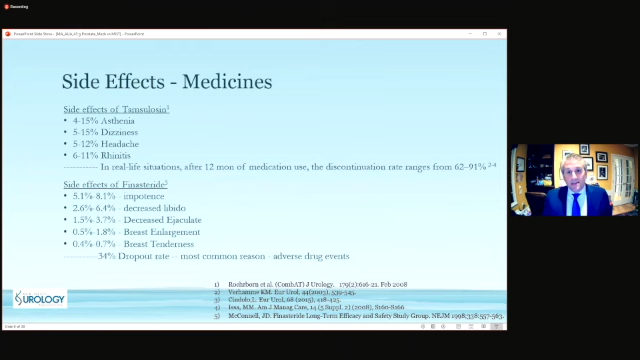 Recording
PowerPoint Slide Show
Side Effects - Medicines
Side effects of Tamsulosin1
• 4-15% Asthenia
• 5-15% Dizziness
• 5-12% Headache
• 6-11% Rhinitis
------------ In real-life situations, after 12 mon of medication use, the discontinuation rate ranges from 62–91% 2-4
Side effects of Finasteride5
• 5.1%-8.1% - impotence
• 2.6%-6.4% - decreased libido
• 1.5%-3.7% - Decreased Ejaculate
• 0.5%-1.8% - Breast Enlargement
• 0.4%-0.7% - Breast Tenderness
------------ 34% Dropout rate – most common reason - adverse drug events
UROLOGY
1) Roehrborn et al. (CombAT) J Urology. 179(2):616-21. Feb 2008
2) Verhamme KM. Eur Urol, 44(2003), 539-545.
3) Eur Urol, 68 (2015), 418-425.
4) Issa, MM. Am J Manag Care, 14 (5 Suppl. 2) (2008), S160-S166
5) McConnell, JD. Finasteride Long-Term Efficacy and Safety Study Group. NEJM 1998;338:557-563.